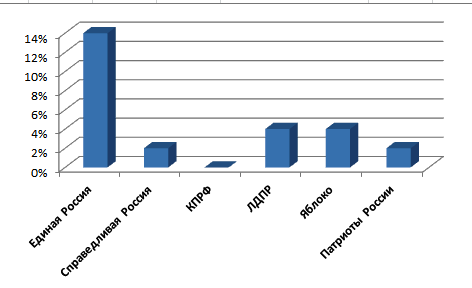 14%
12%
10%
8%
6%
4%
2%
0%
Единая Россия
Справедливая Россия
КПРФ
ЛДПР
Яблоко
Патриоты России